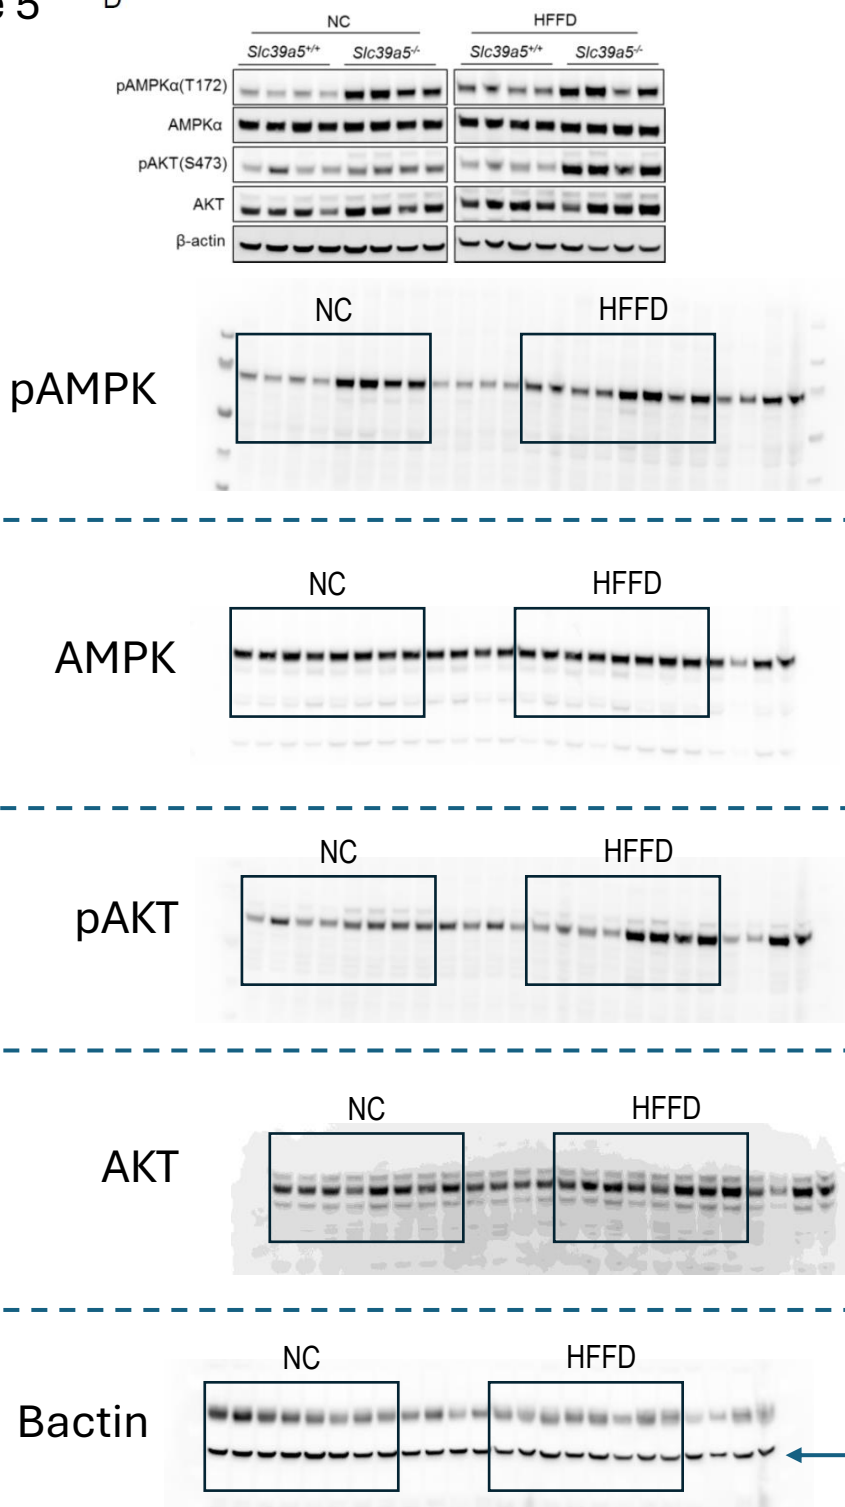 e 5 D
NC HFFD
Slc39a5+/+ Slc39a5-/- Slc39a5+/+ Slc39a5-/-
pAMPKα(T172)
AMPKα
pAKT(S473)
AKT
β-actin
NC HFFD
pAMPK
NC HFFD
AMPK
NC HFFD
pAKT
NC HFFD
AKT
NC HFFD
Bactin